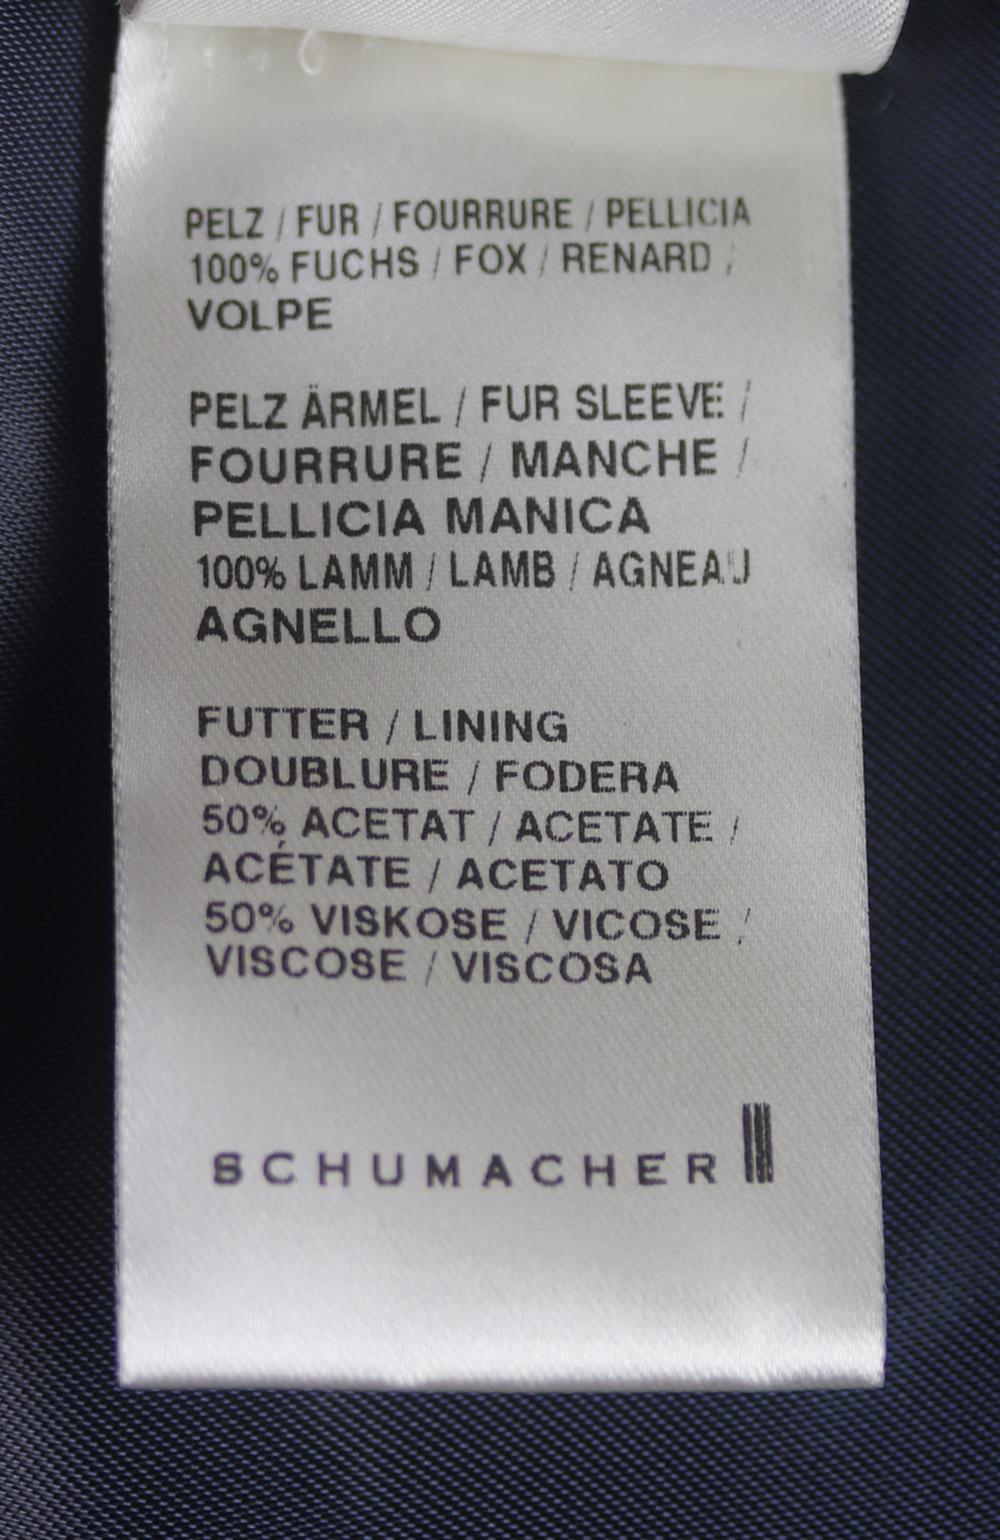 PELZ / FUR / FOURRURE / PELLICIA
100% FUCHS / FOX / RENARD /
VOLPE
PELZ ÄRMEL / FUR SLEEVE /
FOURRURE / MANCHE /
PELLICIA MANICA
100% LAMM / LAMB / AGNEAU
AGNELLO
FUTTER / LINING
DOUBLURE / FODERA
50% ACETAT / ACETATE /
ACÉTATE / ACETATO
50% VISKOSE / VICOSE /
VISCOSE / VISCOSA
SCHUMACHER